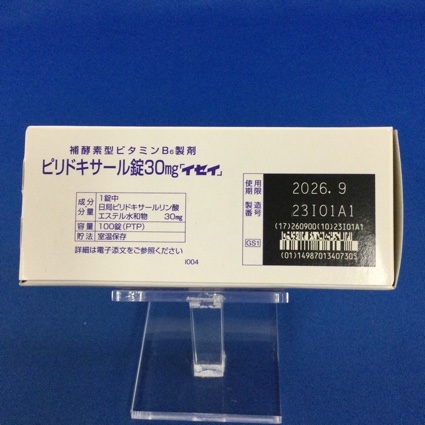 補酵素型ビタミンB₆製剤
ピリドキサール錠30mg「イセイ」
成分 分量 1錠中
日局ピリドキサールリン酸
エステル水和物 30mg
容量 100錠(PTP)
貯法 室温保存
詳細は電子添文をご参照ください
I004
使用期限 2026.9
製造番号 23I01A1
(17)260900(10)23I01A1
GS1
(01)14987013407305